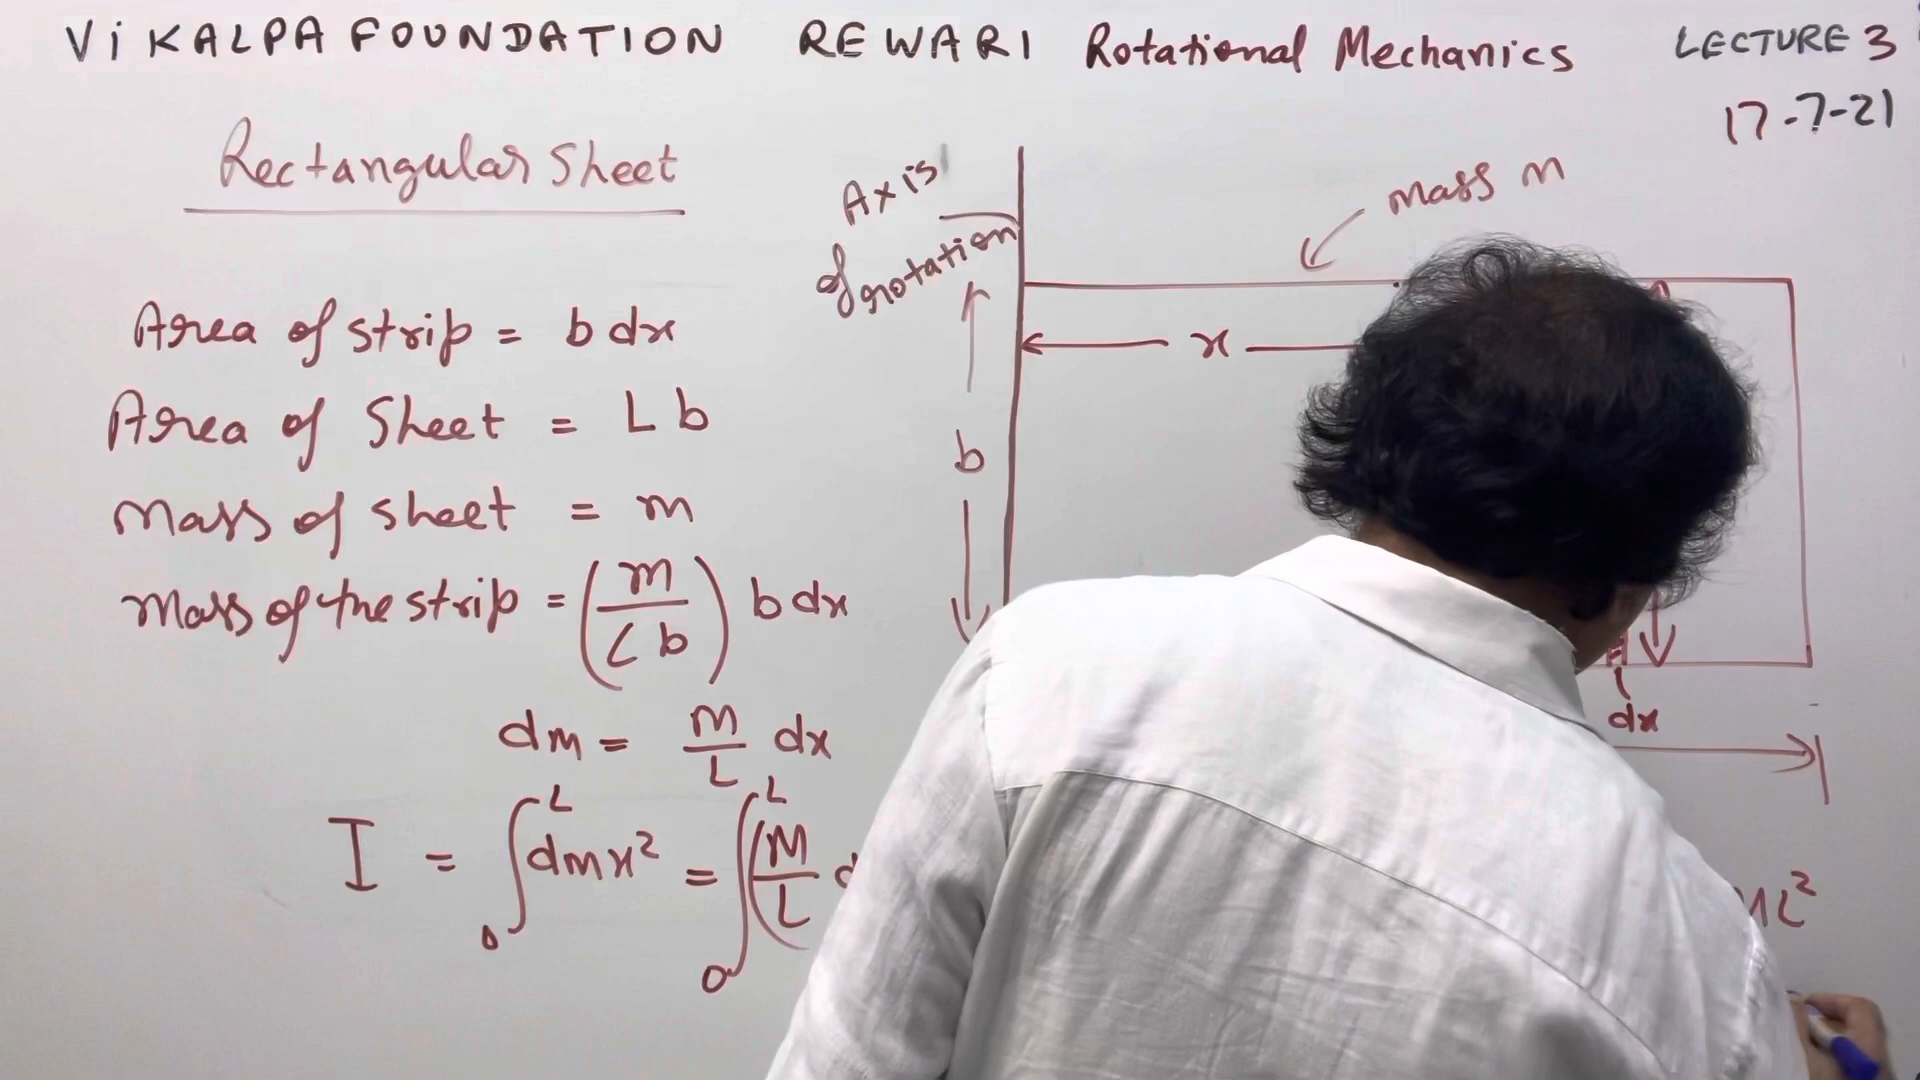 Vi KALPA FOUNDATION REWARI Rotational Mechanics LECTURE 3
17-7-21
Rectangular Sheet
Axis
of rotation
mass m
Area of strip = b dx
x
Area of Sheet = L b
b
mass of sheet = m
mass of the strip = (m / L b) b dx
dx
dm = m/L dx
I = ∫₀ᴸ dm x² = ∫₀ᴸ (M/L
L²